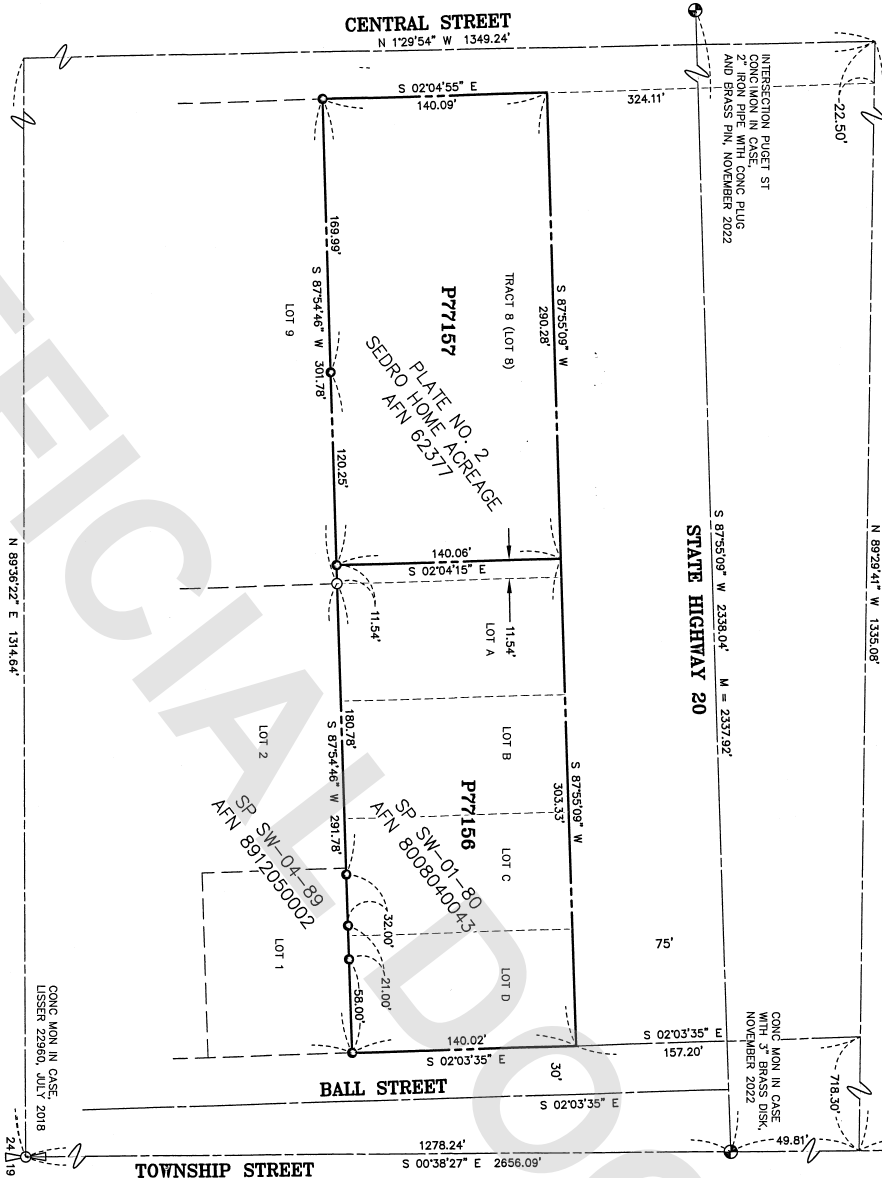 CENTRAL STREET
N 1°29'54" W 1349.24'
S 02°04'55" E
140.09'
324.11'
22.50'
INTERSECTION PUGET ST
CONC MON IN CASE,
2" IRON PIPE WITH CONC PLUG
AND BRASS PIN, NOVEMBER 2022
169.99'
S 87°54'46" W 301.78'
LOT 9
120.25'
P77157
TRACT 8 (LOT 8)
S 87°55'09" W
290.28'
PLATE NO. 2
SEDRO HOME ACREAGE
AFN 62377
S 87°55'09" W 2338.04' M = 2337.92'
STATE HIGHWAY 20
N 89°29'41" W 1335.08'
N 89°36'22" E 1314.64'
140.06'
S 02°04'15" E
11.54'
11.54'
LOT A
LOT B
LOT C
LOT D
180.78'
S 87°54'46" W 291.78'
LOT 2
P77156
SP SW-01-80
AFN 8008040043
S 87°55'09" W
303.33'
SP SW-04-89
AFN 8912050002
LOT 1
32.00'
21.00'
58.00'
75'
CONC MON IN CASE,
LISSER 22960, JULY 2018
CONC MON IN CASE
WITH 3" BRASS DISK,
NOVEMBER 2022
140.02'
S 02°03'35" E
S 02°03'35" E
157.20'
30'
718.30'
BALL STREET
S 02°03'35" E
49.81'
1278.24'
S 00°38'27" E 2656.09'
TOWNSHIP STREET
24 19
FICIAL DOC